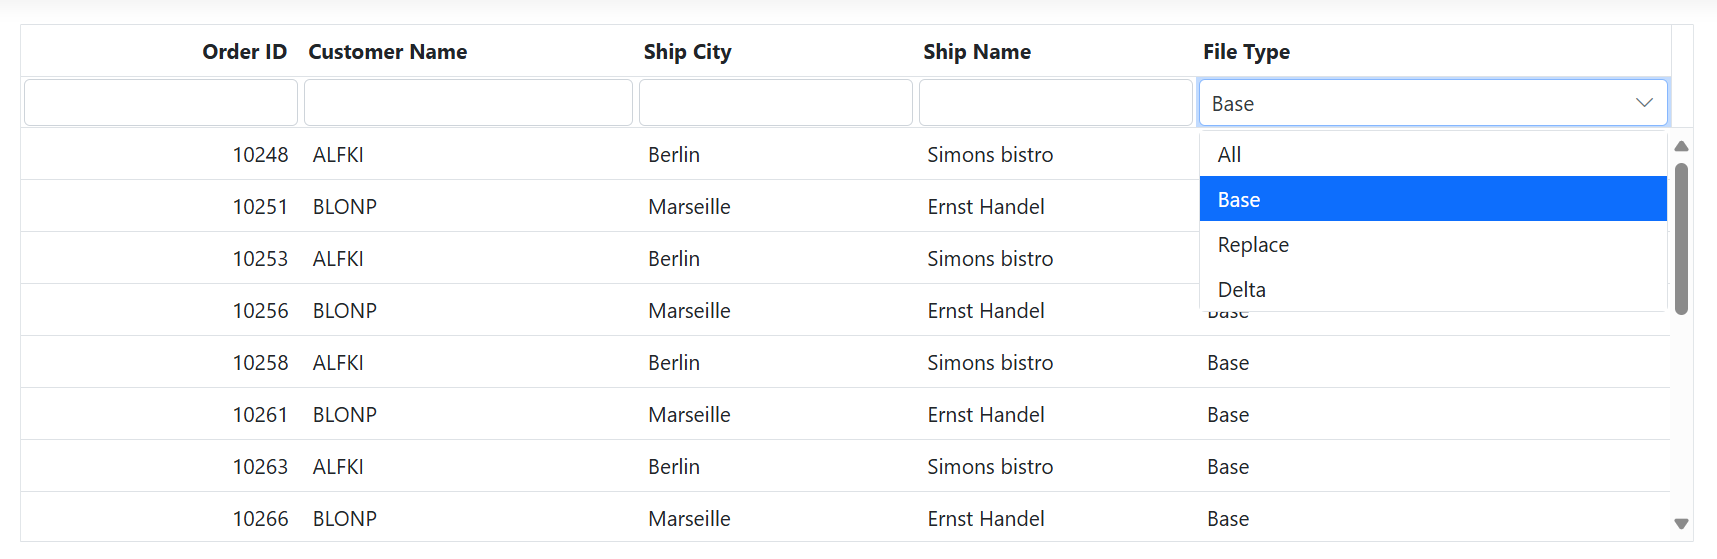 Order ID Customer Name Ship City Ship Name File Type
Base
10248 ALFKI Berlin Simons bistro All
10251 BLONP Marseille Ernst Handel Base
10253 ALFKI Berlin Simons bistro Replace
Delta
10256 BLONP Marseille Ernst Handel Base
10258 ALFKI Berlin Simons bistro Base
10261 BLONP Marseille Ernst Handel Base
10263 ALFKI Berlin Simons bistro Base
10266 BLONP Marseille Ernst Handel Base